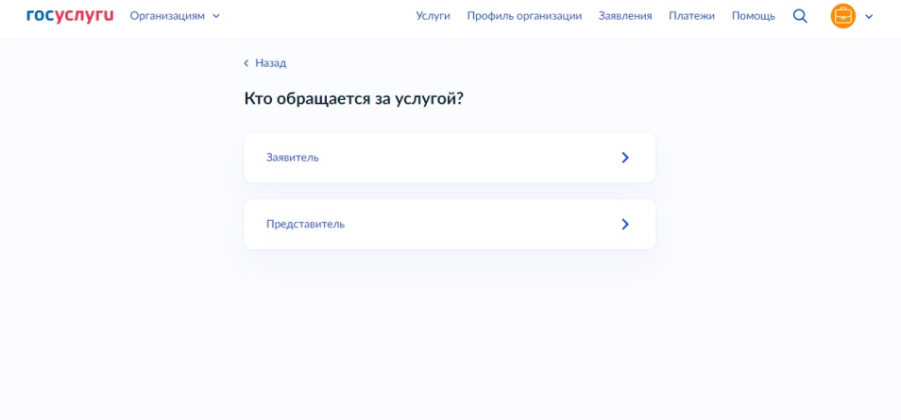 госуслуги Организациям Услуги Профиль организации Заявления Платежи Помощь
Назад
Кто обращается за услугой?
Заявитель
Представитель